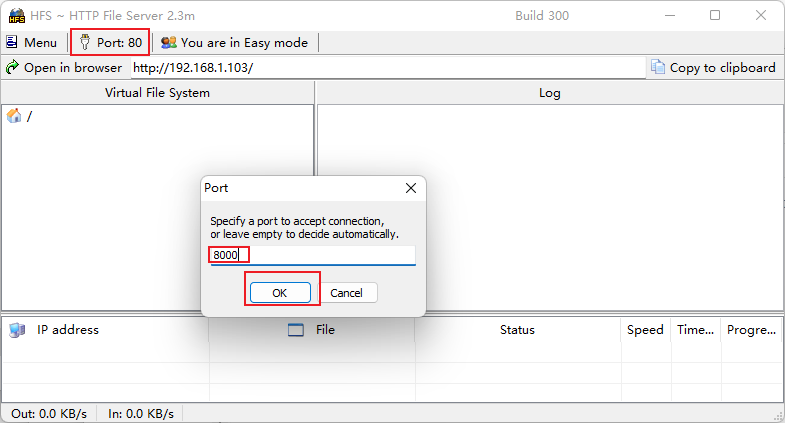 HFS ~ HTTP File Server 2.3m Build 300
Menu Port: 80 You are in Easy mode
Open in browser http://192.168.1.103/ Copy to clipboard
Virtual File System Log
/
Port
Specify a port to accept connection,
or leave empty to decide automatically.
8000
OK Cancel
IP address File Status Speed Time... Progre...
Out: 0.0 KB/s In: 0.0 KB/s